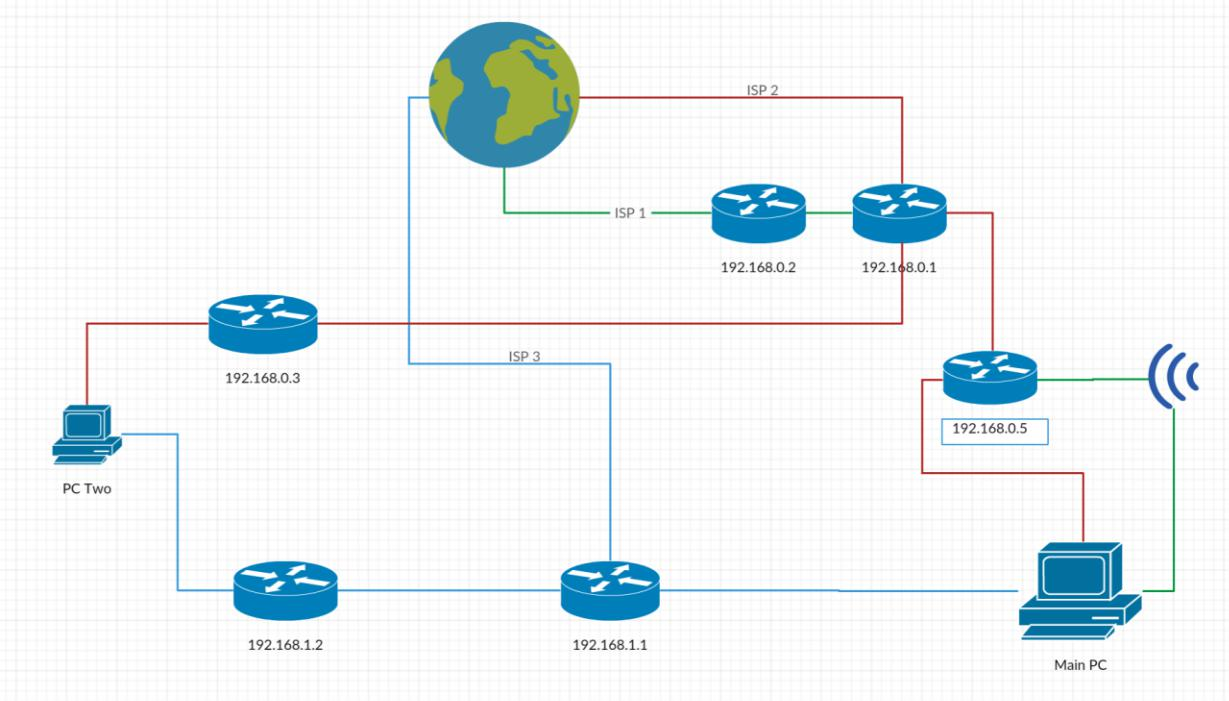 ISP 2
ISP 1
192.168.0.2
192.168.0.1
ISP 3
192.168.0.3
192.168.0.5
PC Two
192.168.1.2
192.168.1.1
Main PC